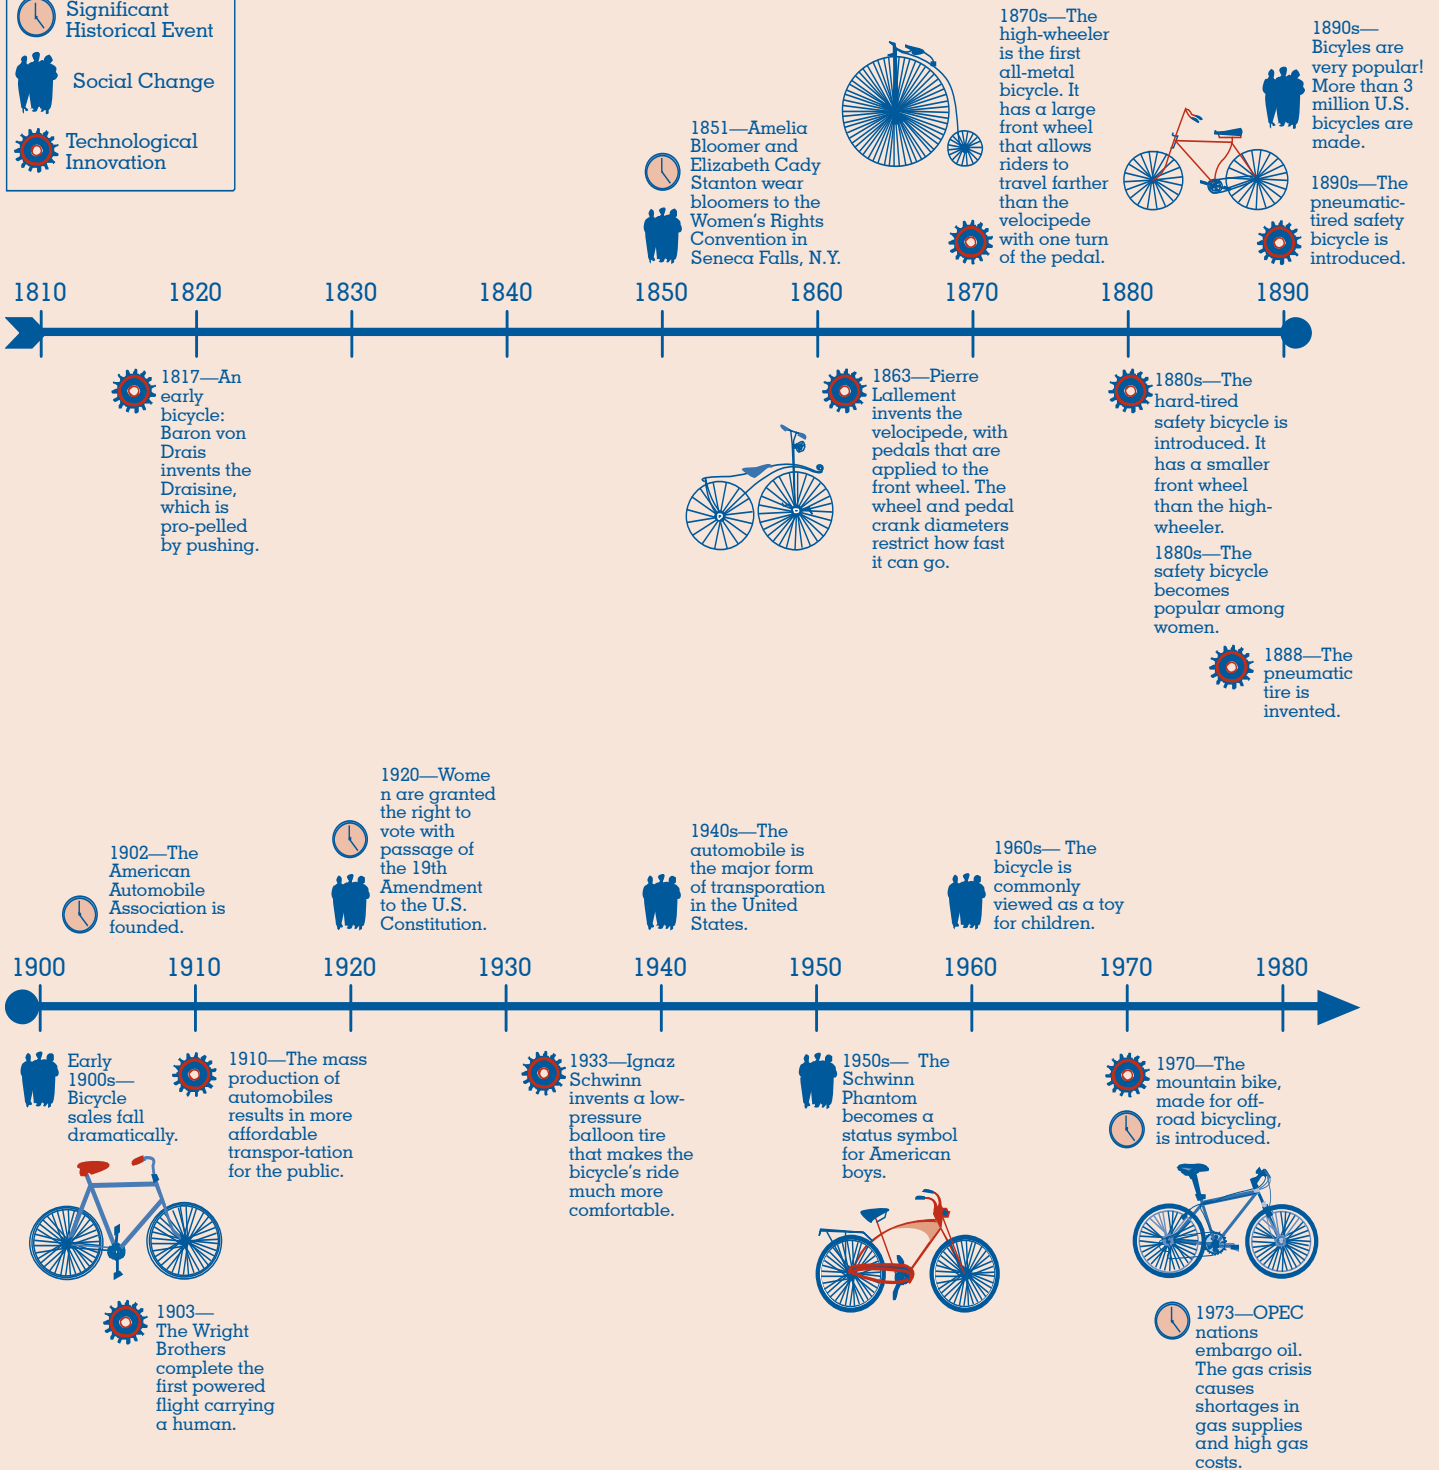 Significant
Historical Event
Social Change
Technological
Innovation
1851—Amelia
Bloomer and
Elizabeth Cady
Stanton wear
bloomers to the
Women's Rights
Convention in
Seneca Falls, N.Y.
1870s—The
high-wheeler
is the first
all-metal
bicycle. It
has a large
front wheel
that allows
riders to
travel farther
than the
velocipede
with one turn
of the pedal.
1890s—
Bicyles are
very popular!
More than 3
million U.S.
bicycles are
made.
1890s—The
pneumatic-
tired safety
bicycle is
introduced.
1810 1820 1830 1840 1850 1860 1870 1880 1890
1817—An
early
bicycle:
Baron von
Drais
invents the
Draisine,
which is
pro-pelled
by pushing.
1863—Pierre
Lallement
invents the
velocipede, with
pedals that are
applied to the
front wheel. The
wheel and pedal
crank diameters
restrict how fast
it can go.
1880s—The
hard-tired
safety bicycle is
introduced. It
has a smaller
front wheel
than the high-
wheeler.
1880s—The
safety bicycle
becomes
popular among
women.
1888—The
pneumatic
tire is
invented.
1902—The
American
Automobile
Association is
founded.
1920—Wome
n are granted
the right to
vote with
passage of
the 19th
Amendment
to the U.S.
Constitution.
1940s—The
automobile is
the major form
of transporation
in the United
States.
1960s— The
bicycle is
commonly
viewed as a toy
for children.
1900 1910 1920 1930 1940 1950 1960 1970 1980
Early
1900s—
Bicycle
sales fall
dramatically.
1910—The mass
production of
automobiles
results in more
affordable
transpor-tation
for the public.
1933—Ignaz
Schwinn
invents a low-
pressure
balloon tire
that makes the
bicycle's ride
much more
comfortable.
1950s— The
Schwinn
Phantom
becomes a
status symbol
for American
boys.
1970—The
mountain bike,
made for off-
road bicycling,
is introduced.
1903—
The Wright
Brothers
complete the
first powered
flight carrying
a human.
1973—OPEC
nations
embargo oil.
The gas crisis
causes
shortages in
gas supplies
and high gas
costs.